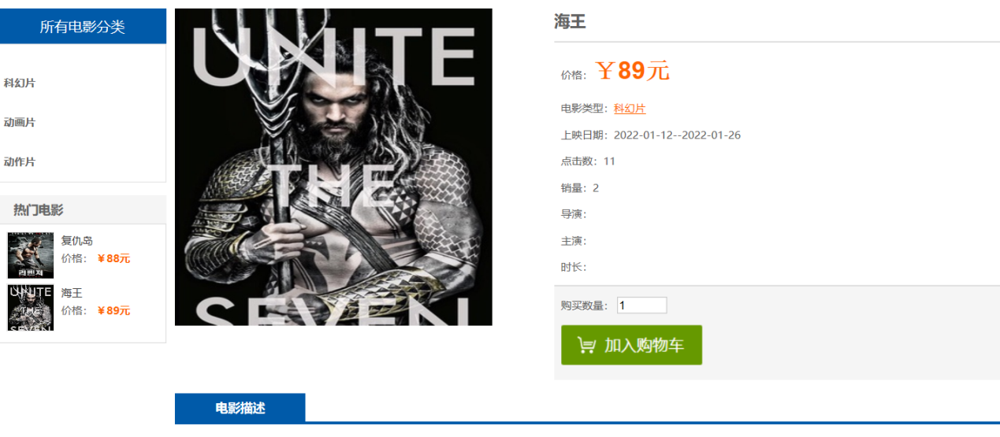 所有电影分类
科幻片
动画片
动作片
热门电影
复仇岛
价格：￥88元
UNITE
THE
SEVEN
海王
价格：￥89元
UNITE
THE
SEVEN
海王
价格：￥89元
电影类型：科幻片
上映日期：2022-01-12--2022-01-26
点击数：11
销量：2
导演：
主演：
时长：
购买数量：1
加入购物车
电影描述